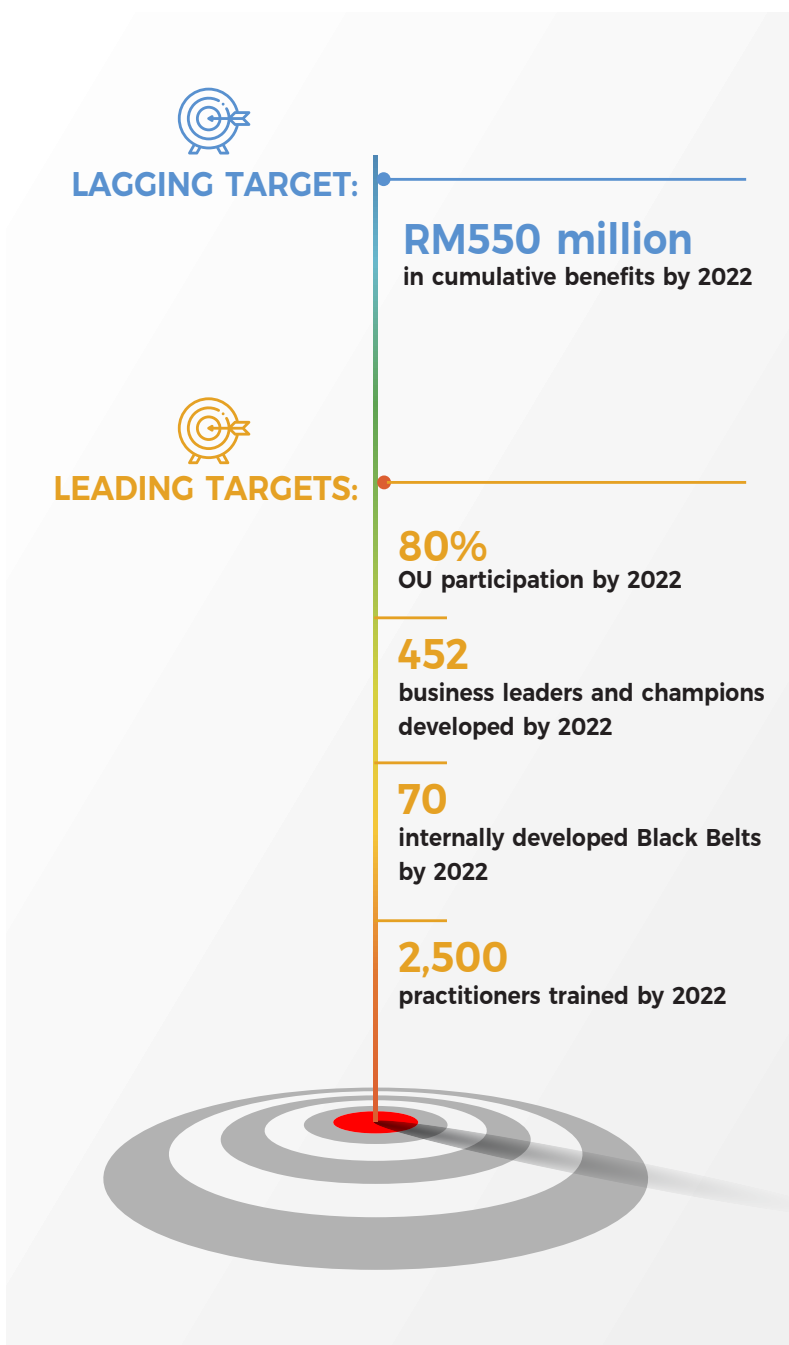 LAGGING TARGET:
RM550 million
in cumulative benefits by 2022
LEADING TARGETS:
80%
OU participation by 2022
452
business leaders and champions
developed by 2022
70
internally developed Black Belts
by 2022
2,500
practitioners trained by 2022